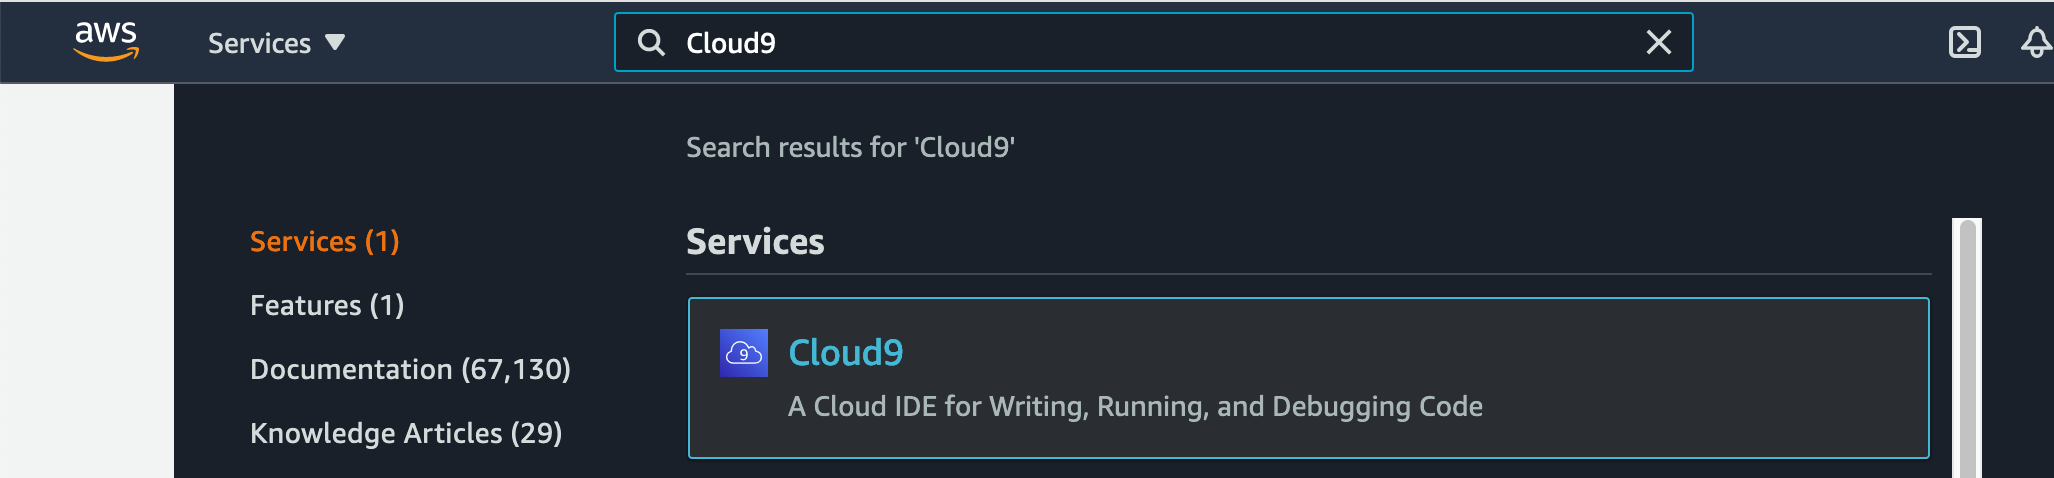 aws
Services
Cloud9
Search results for 'Cloud9'
Services (1)
Features (1)
Documentation (67,130)
Knowledge Articles (29)
Services
9
Cloud9
A Cloud IDE for Writing, Running, and Debugging Code